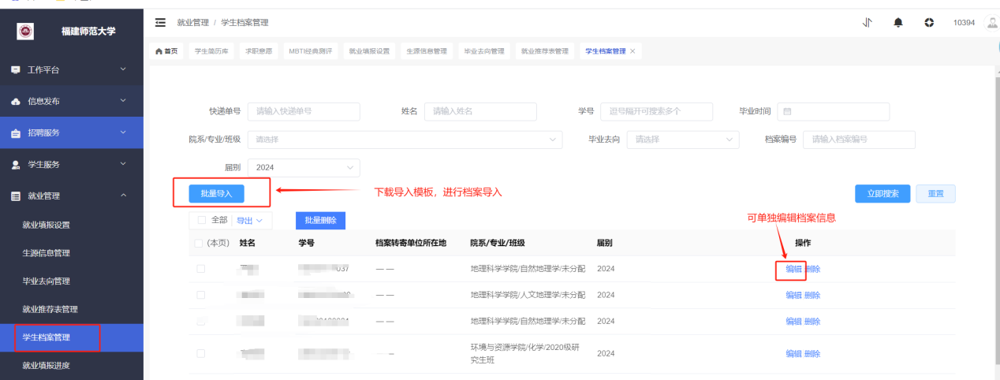 福建师范大学
就业管理 / 学生档案管理
10394
首页 学生简历库 求职意愿 MBTI经典测评 就业填报设置 生源信息管理 毕业去向管理 就业推荐表管理 学生档案管理 ×
工作平台
信息发布
招聘服务
学生服务
就业管理
就业填报设置
生源信息管理
毕业去向管理
就业推荐表管理
学生档案管理
就业填报进度
快递单号 请输入快递单号 姓名 请输入姓名 学号 逗号隔开可搜索多个 毕业时间
院系/专业/班级 请选择 毕业去向 请选择 档案编号 请输入档案编号
届别 2024
批量导入 下载导入模板，进行档案导入 立即搜索 重置
全部 导出 批量删除 可单独编辑档案信息
(本页) 姓名 学号 档案转寄单位所在地 院系/专业/班级 届别 操作
037 — — 地理科学学院/自然地理学/未分配 2024 编辑 删除
— — 地理科学学院/人文地理学/未分配 2024 编辑 删除
— — 地理科学学院/自然地理学/未分配 2024 编辑 删除
— — 环境与资源学院/化学/2020级研 2024 编辑 删除
究生班